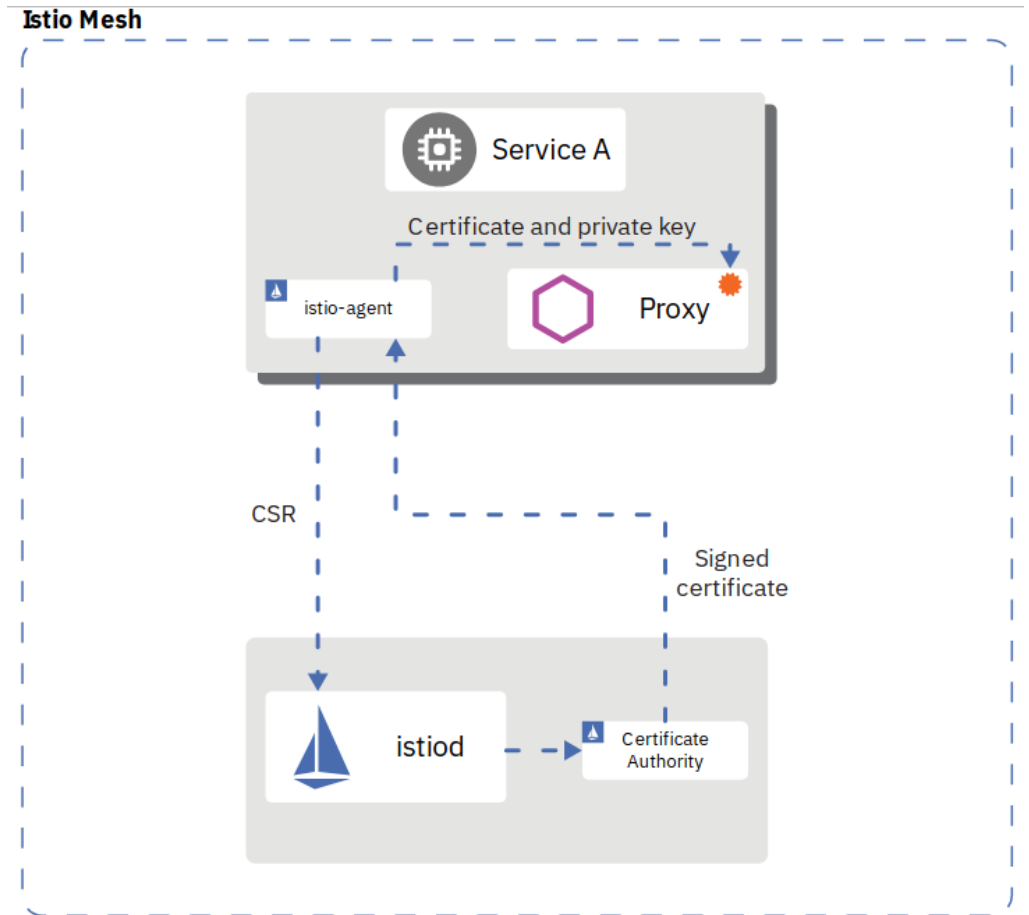 Istio Mesh
Service A
Certificate and private key
istio-agent
Proxy
CSR
Signed
certificate
istiod
Certificate
Authority